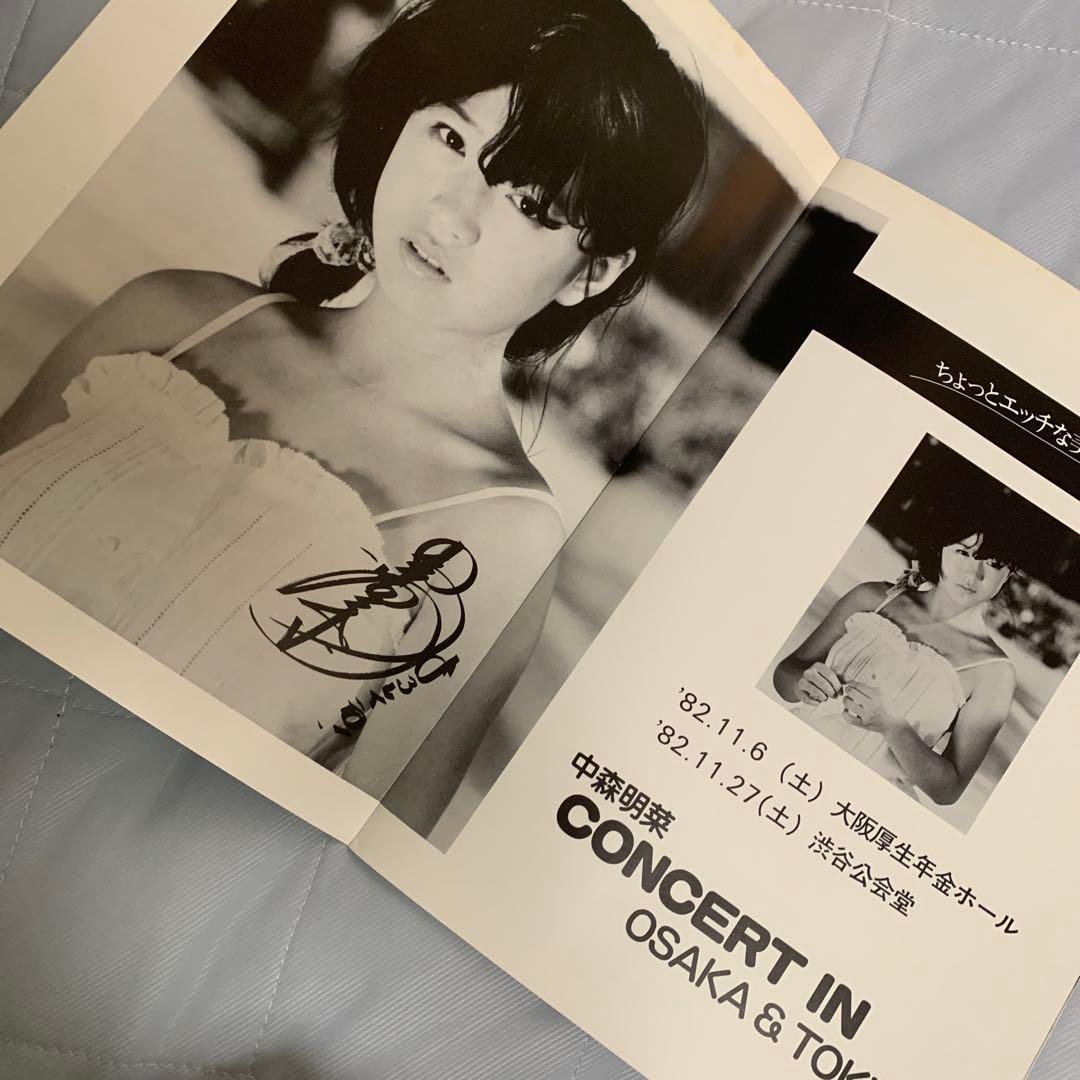 ちょっとエッチな
'82.11.6 (土) 大阪厚生年金ホール
'82.11.27(土) 渋谷公会堂
中森明菜
CONCERT IN
OSAKA & TOK